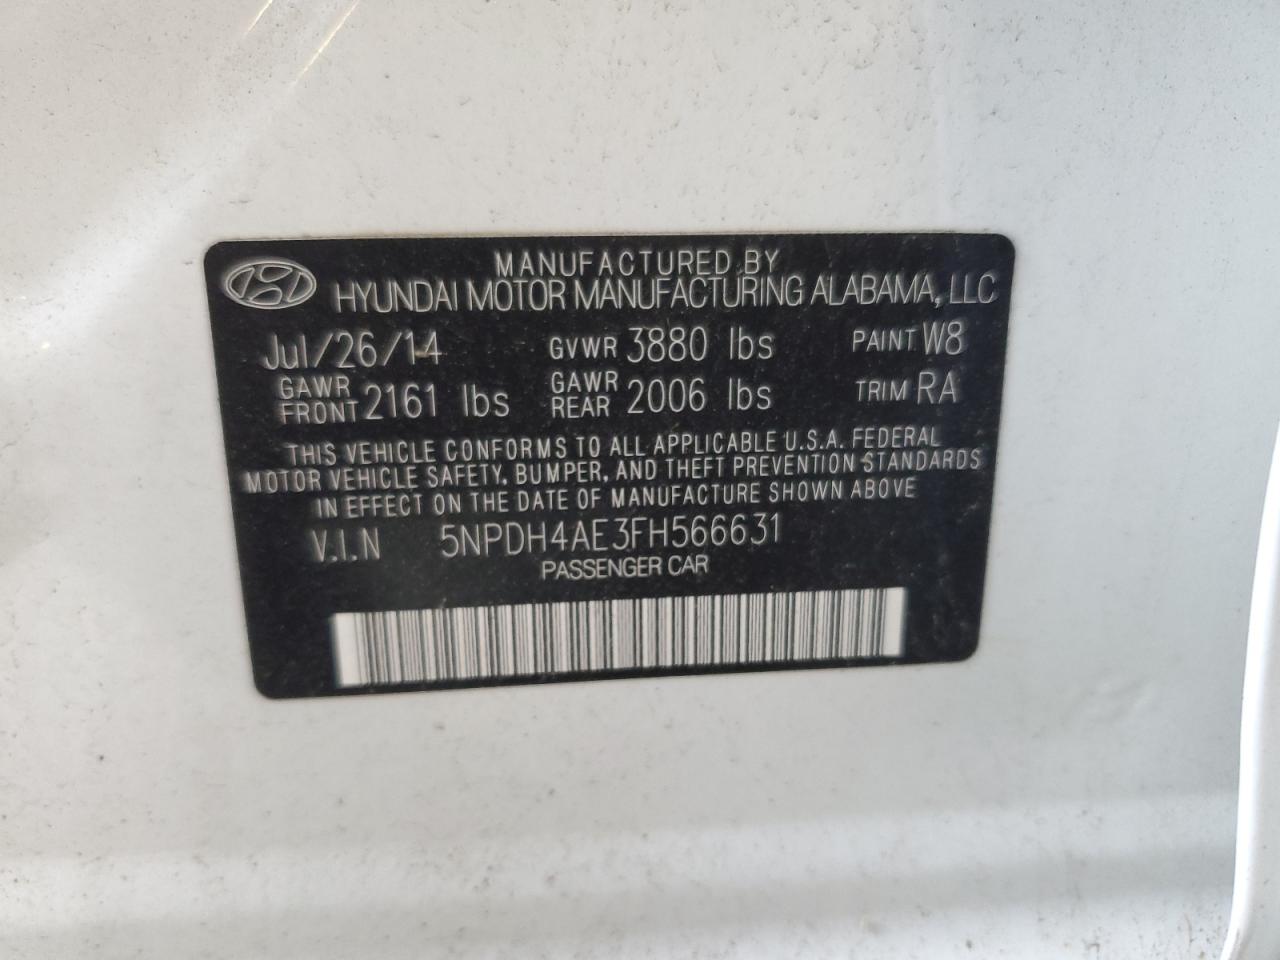 MANUFACTURED BY
HYUNDAI MOTOR MANUFACTURING ALABAMA, LLC
Jul/26/14 GVWR 3880 lbs PAINT W8
GAWR FRONT 2161 lbs GAWR REAR 2006 lbs TRIM RA
THIS VEHICLE CONFORMS TO ALL APPLICABLE U.S.A. FEDERAL
MOTOR VEHICLE SAFETY, BUMPER, AND THEFT PREVENTION STANDARDS
IN EFFECT ON THE DATE OF MANUFACTURE SHOWN ABOVE
V.I.N 5NPDH4AE3FH566631
PASSENGER CAR